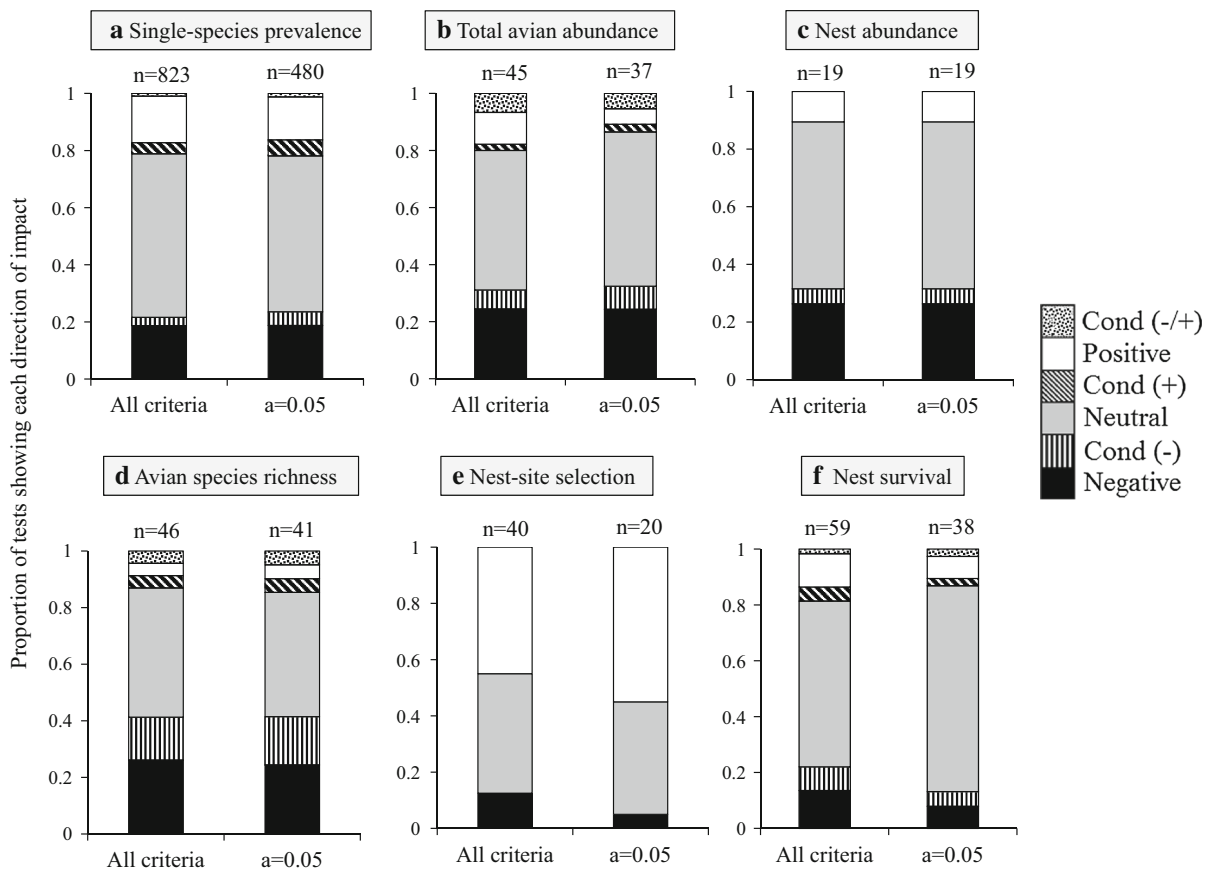 a Single-species prevalence
b Total avian abundance
c Nest abundance
n=823
n=480
n=45
n=37
n=19
n=19
1
0.8
0.6
0.4
0.2
0
1
0.8
0.6
0.4
0.2
0
1
0.8
0.6
0.4
0.2
0
All criteria
a=0.05
All criteria
a=0.05
All criteria
a=0.05
Proportion of tests showing each direction of impact
Cond (-/+)
Positive
Cond (+)
Neutral
Cond (-)
Negative
d Avian species richness
e Nest-site selection
f Nest survival
n=46
n=41
n=40
n=20
n=59
n=38
1
0.8
0.6
0.4
0.2
0
1
0.8
0.6
0.4
0.2
0
1
0.8
0.6
0.4
0.2
0
All criteria
a=0.05
All criteria
a=0.05
All criteria
a=0.05